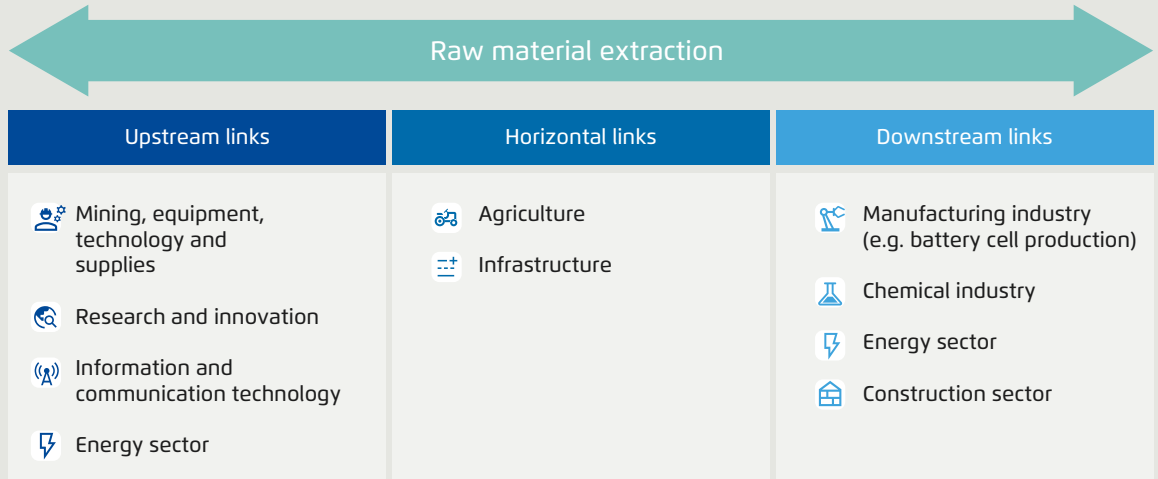 Raw material extraction
Upstream links
Mining, equipment,
technology and
supplies
Research and innovation
Information and
communication technology
Energy sector
Horizontal links
Agriculture
Infrastructure
Downstream links
Manufacturing industry
(e.g. battery cell production)
Chemical industry
Energy sector
Construction sector